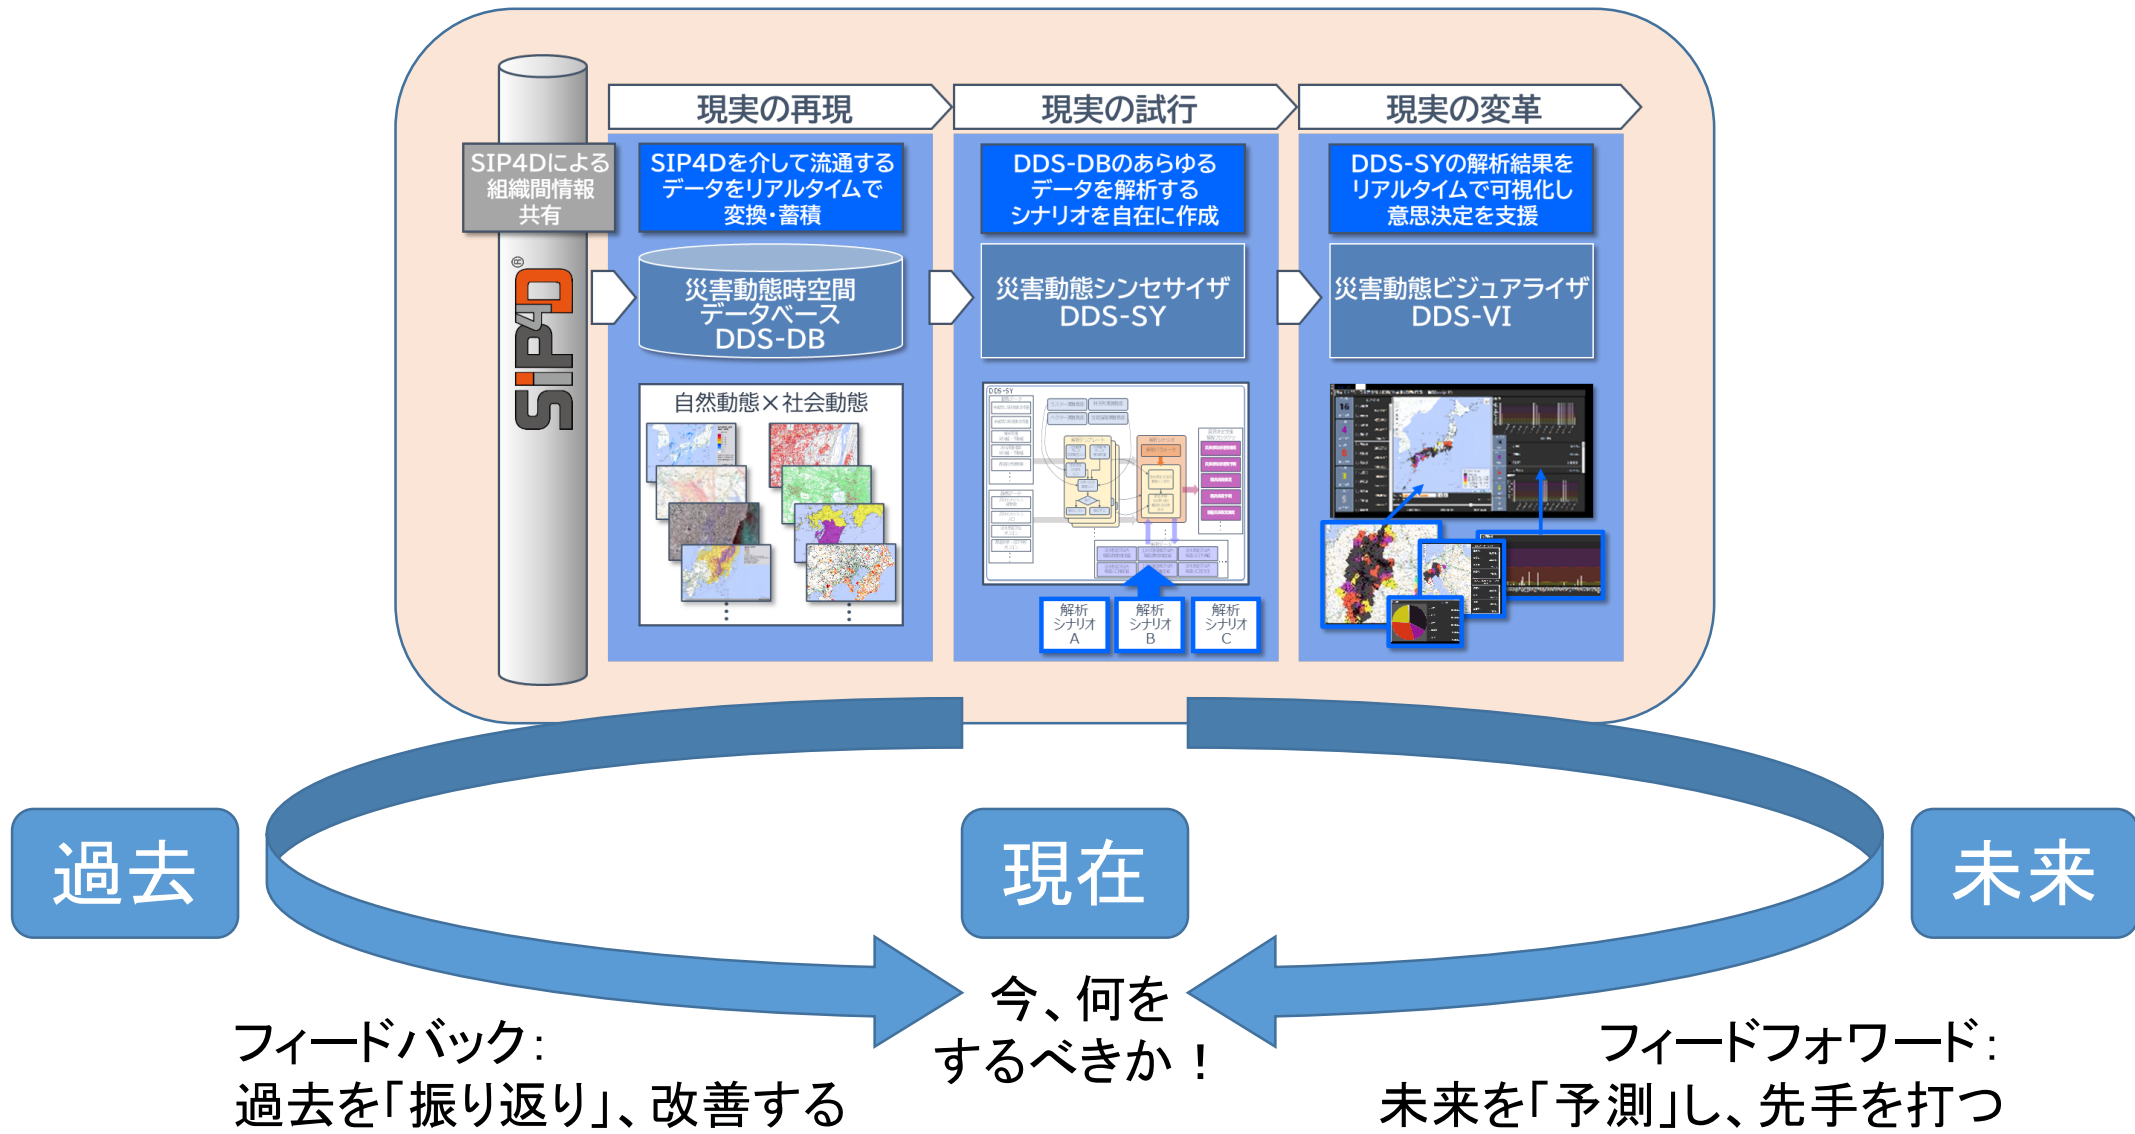 現実の再現
現実の試行
現実の変革
SIP4Dによる
組織間情報
共有
SIP4Dを介して流通する
データをリアルタイムで
変換・蓄積
DDS-DBのあらゆる
データを解析する
シナリオを自在に作成
DDS-SYの解析結果を
リアルタイムで可視化し
意思決定を支援
SIP4D®
災害動態時空間
データベース
DDS-DB
災害動態シンセサイザ
DDS-SY
災害動態ビジュアライザ
DDS-VI
自然動態×社会動態
DDS-SY
解析
シナリオ
A
解析
シナリオ
B
解析
シナリオ
C
過去
現在
未来
今、何を
するべきか！
フィードバック：
過去を「振り返り」、改善する
フィードフォワード：
未来を「予測」し、先手を打つ